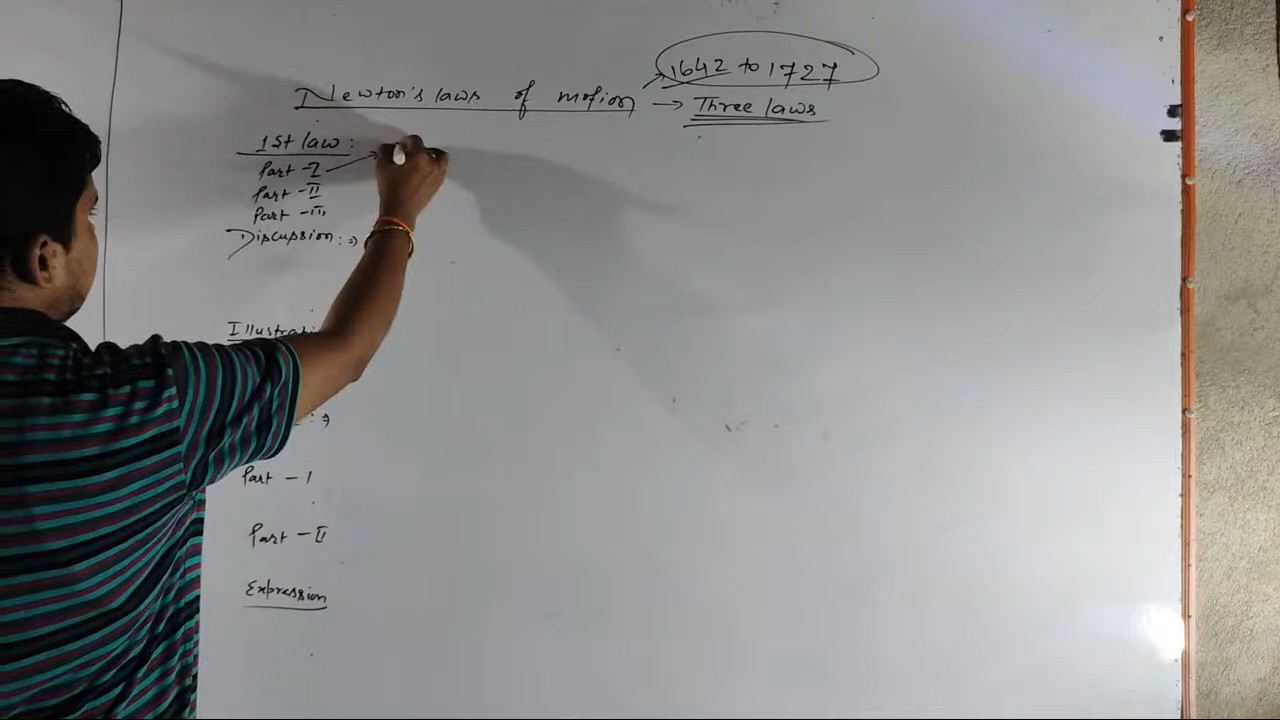 1642 to 1727
Newton's laws of motion → Three laws
1st law :
Part - I
Part - II
Part - III
Discussion : ⇒
Illustrati
: ⇒
Part - I
Part - II
Expression